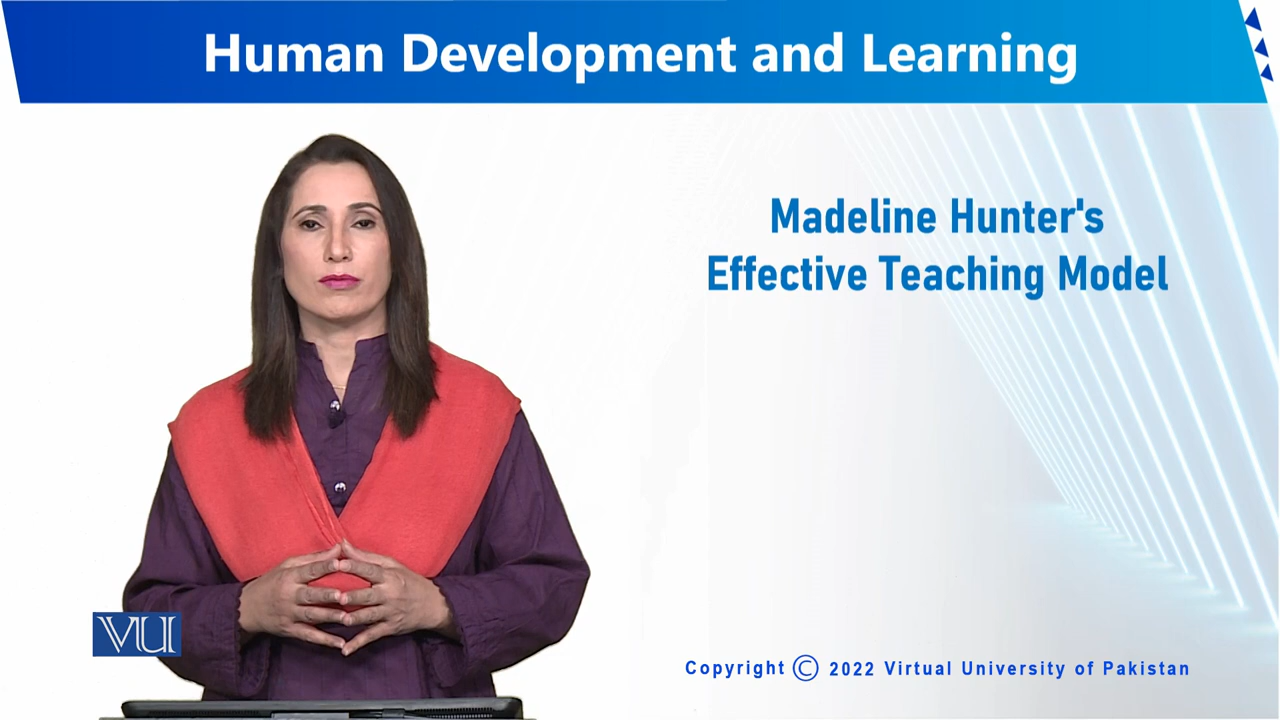 Human Development and Learning
Madeline Hunter's
Effective Teaching Model
VU
Copyright © 2022 Virtual University of Pakistan